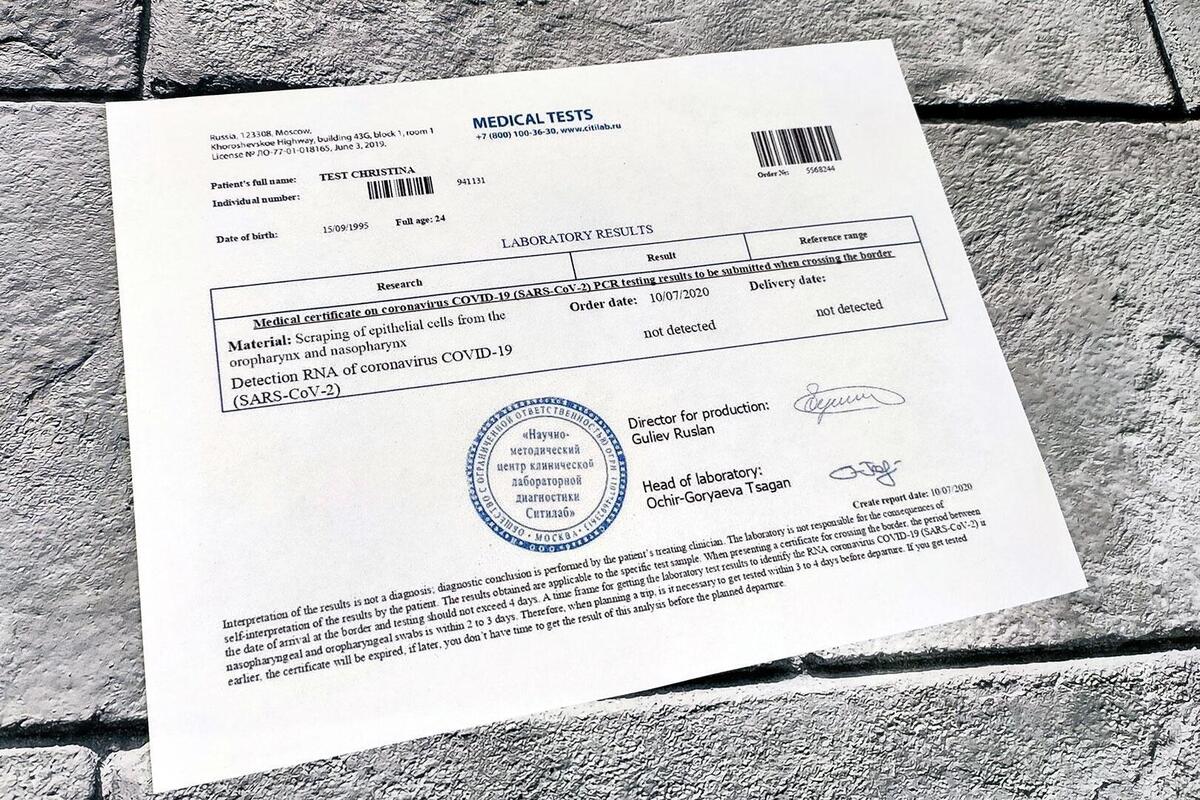 Russia, 123308, Moscow,
Khoroshevskoe Highway, building 43G, block 1, room 1
License № ЛО-77-01-018165, June 3, 2019.
MEDICAL TESTS
+7 (800) 100-36-30, www.citilab.ru
Order №: 5568244
Patient's full name: TEST CHRISTINA
Individual number: 941131
Date of birth: 15/09/1995 Full age: 24
LABORATORY RESULTS
Research Result Reference range
Medical certificate on coronavirus COVID-19 (SARS-CoV-2) PCR testing results to be submitted when crossing the border
Material: Scraping of epithelial cells from the
oropharynx and nasopharynx
Order date: 10/07/2020 Delivery date:
Detection RNA of coronavirus COVID-19
(SARS-CoV-2)
not detected not detected
ОБЩЕСТВО С ОГРАНИЧЕННОЙ ОТВЕТСТВЕННОСТЬЮ ОГРН
МОСКВА
«Научно-
методический
центр клинической
лабораторной
диагностики
Ситилаб»
Director for production:
Guliev Ruslan
Head of laboratory:
Ochir-Goryaeva Tsagan
Create report date: 10/07/2020
Interpretation of the results is not a diagnosis; diagnostic conclusion is performed by the patient's treating clinician. The laboratory is not responsible for the consequences of
self-interpretation of the results by the patient. The results obtained are applicable to the specific test sample. When presenting a certificate for crossing the border, the period between
the date of arrival at the border and testing should not exceed 4 days. A time frame for getting the laboratory test results to identify the RNA coronavirus COVID-19 (SARS-CoV-2) i
nasopharyngeal and oropharyngeal swabs is within 2 to 3 days. Therefore, when planning a trip, is it necessary to get tested within 3 to 4 days before departure. If you get tested
earlier, the certificate will be expired, if later, you don't have time to get the result of this analysis before the planned departure.